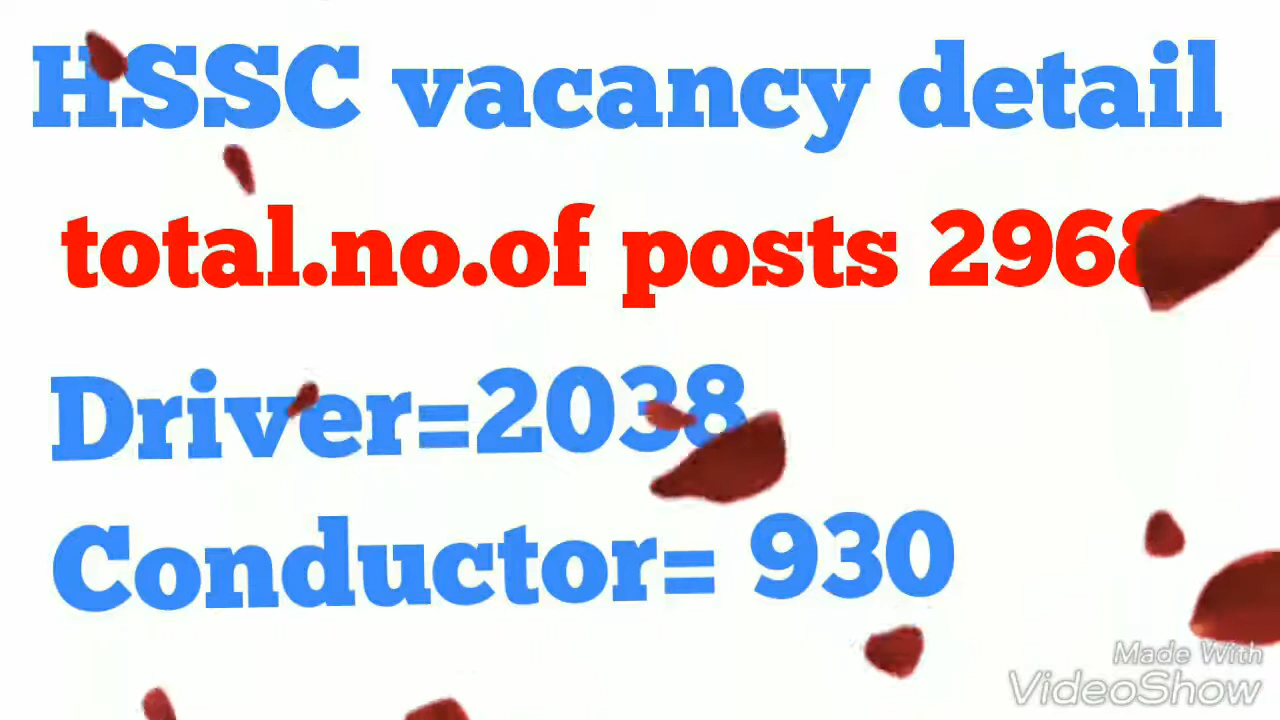 HSSC vacancy detail
total.no.of posts 2968
Driver=2038
Conductor= 930
Made With
VideoShow